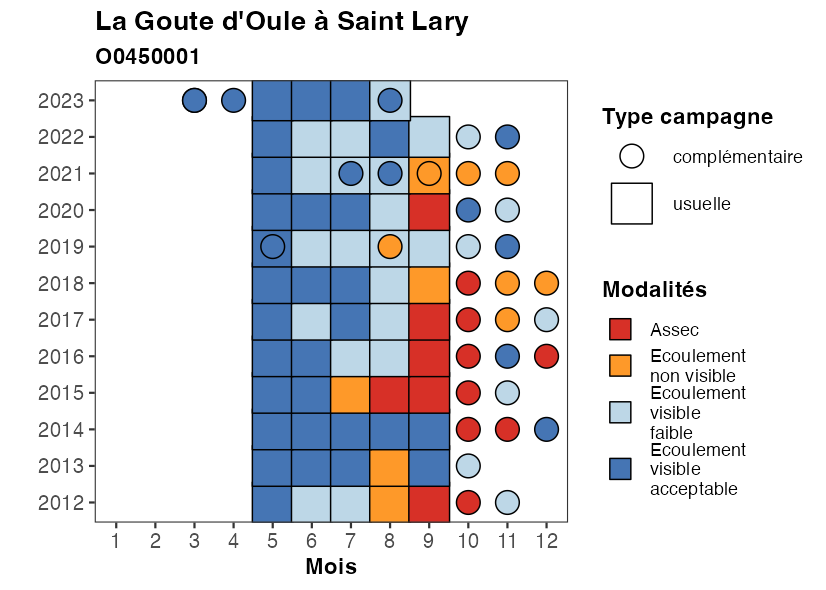 La Goute d'Oule à Saint Lary
O0450001
2023
2022
2021
2020
2019
2018
2017
2016
2015
2014
2013
2012
1 2 3 4 5 6 7 8 9 10 11 12
Mois
Type campagne
complémentaire
usuelle
Modalités
Assec
Ecoulement
non visible
Ecoulement
visible
faible
Ecoulement
visible
acceptable